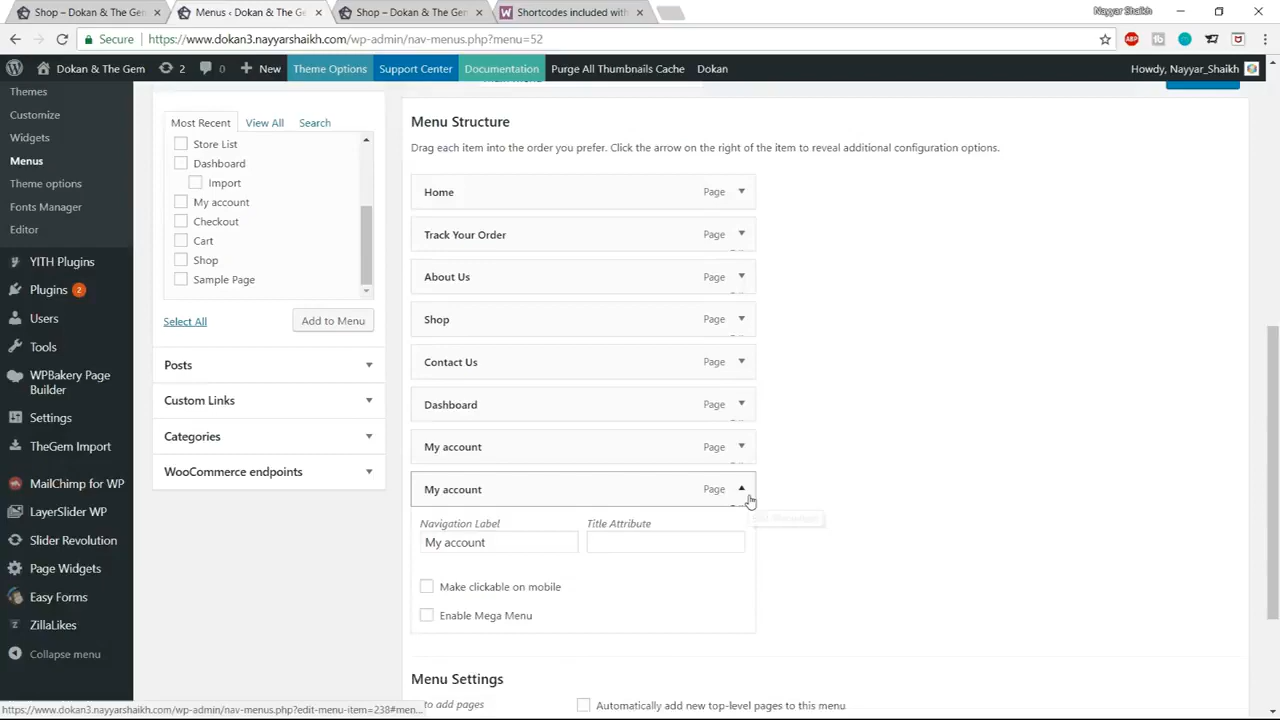 Shop – Dokan & The Gem
Menus ‹ Dokan & The Ge
Shop – Dokan & The Gem
Shortcodes included with
Nayyar Shaikh
Secure
https://www.dokan3.nayyarshaikh.com/wp-admin/nav-menus.php?menu=52
Dokan & The Gem
2
0
New
Theme Options
Support Center
Documentation
Purge All Thumbnails Cache
Dokan
Howdy, Nayyar_Shaikh
Themes
Customize
Widgets
Menus
Theme options
Fonts Manager
Editor
YITH Plugins
Plugins 2
Users
Tools
WPBakery Page
Builder
Settings
TheGem Import
MailChimp for WP
LayerSlider WP
Slider Revolution
Page Widgets
Easy Forms
ZillaLikes
Collapse menu
Most Recent
View All
Search
Store List
Dashboard
Import
My account
Checkout
Cart
Shop
Sample Page
Select All
Add to Menu
Posts
Custom Links
Categories
WooCommerce endpoints
Menu Structure
Drag each item into the order you prefer. Click the arrow on the right of the item to reveal additional configuration options.
Home Page
Track Your Order Page
About Us Page
Shop Page
Contact Us Page
Dashboard Page
My account Page
My account Page
Navigation Label
Title Attribute
My account
Make clickable on mobile
Enable Mega Menu
Menu Settings
to add pages
Automatically add new top-level pages to this menu
https://www.dokan3.nayyarshaikh.com/wp-admin/nav-menus.php?edit-menu-item=238#men...